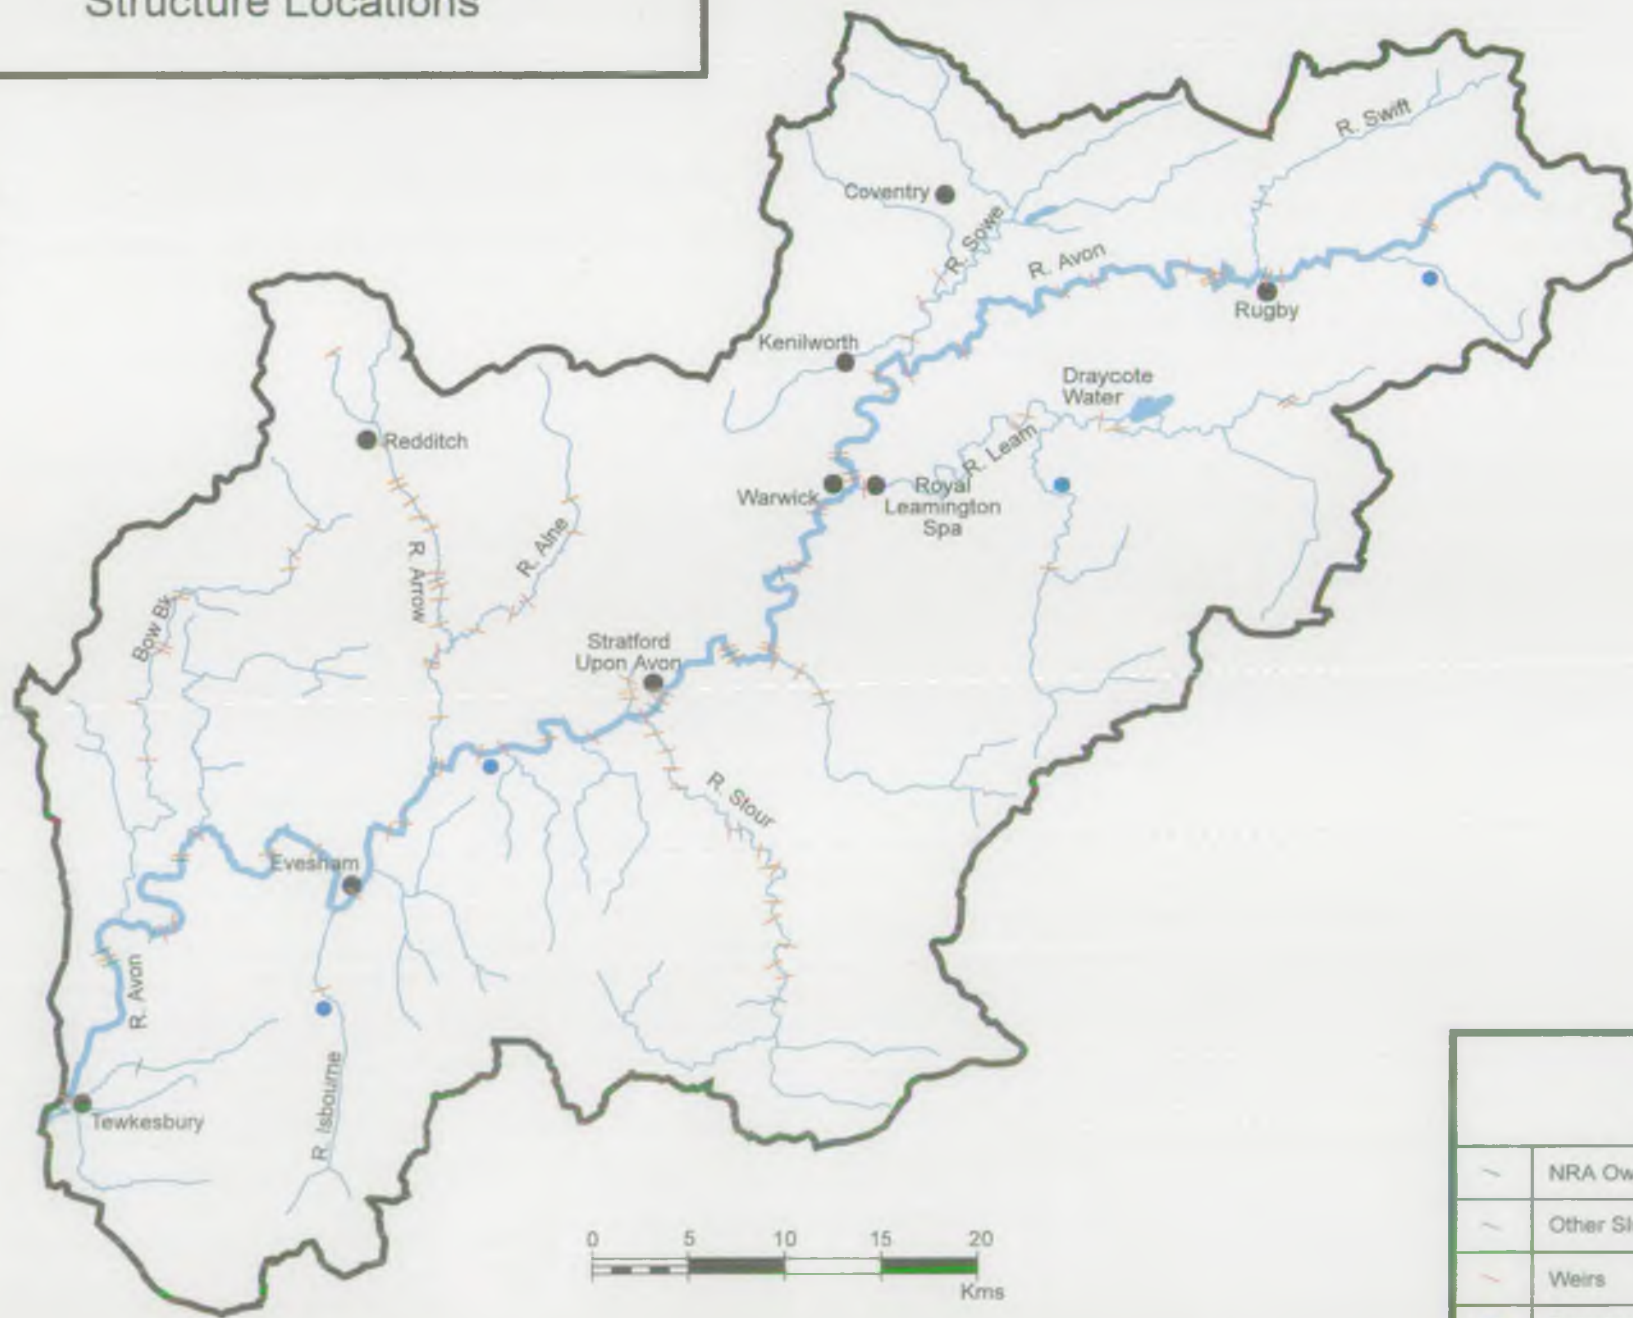 Structure Locations
R. Swift
Coventry
R. Sowe
R. Avon
Rugby
Kenilworth
Draycote
Water
Redditch
R. Leam
Warwick
Royal
Leamington
Spa
R. Alne
R. Arrow
Bow Bk
Stratford
Upon Avon
R. Stour
Evesham
R. Avon
R. Isbourne
Tewkesbury
0 5 10 15 20
Kms
NRA Ow
Other Sl
Weirs